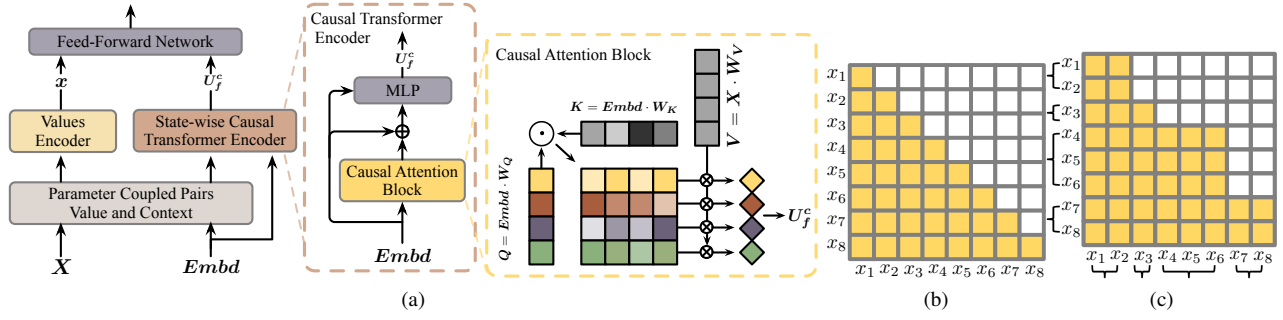 Feed-Forward Network
x
U_f^c
Values
Encoder
State-wise Causal
Transformer Encoder
Parameter Coupled Pairs
Value and Context
X
Embd
Causal Transformer
Encoder
U_f^c
MLP
Causal Attention
Block
Embd
Causal Attention Block
K = Embd · W_K
V = X · W_V
Q = Embd · W_Q
U_f^c
(a)
x_1
x_2
x_3
x_4
x_5
x_6
x_7
x_8
x_1 x_2 x_3 x_4 x_5 x_6 x_7 x_8
(b)
x_1
x_2
x_3
x_4
x_5
x_6
x_7
x_8
x_1 x_2 x_3 x_4 x_5 x_6 x_7 x_8
(c)